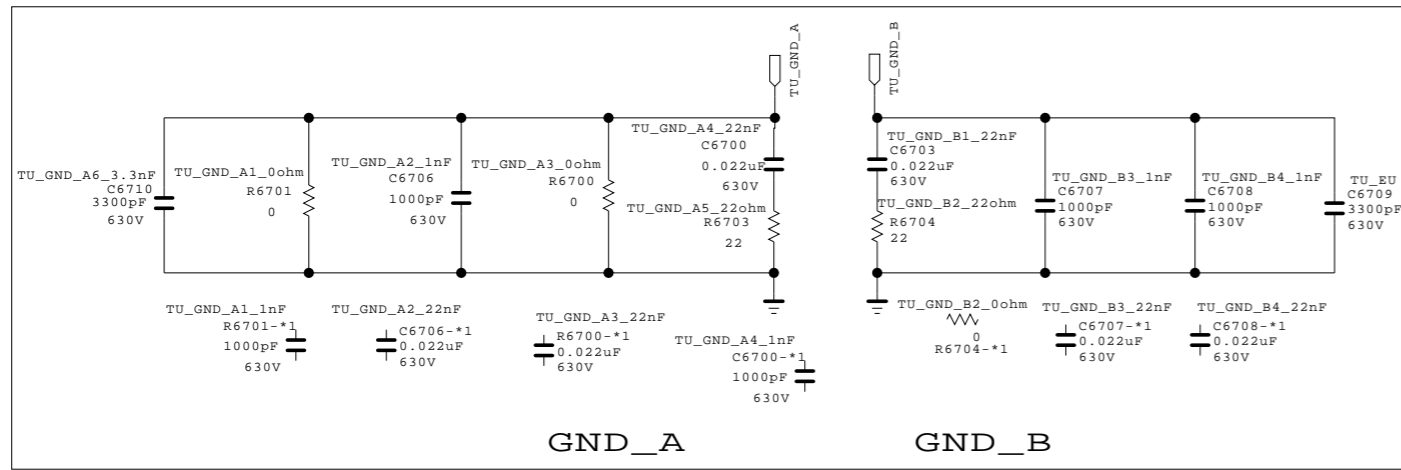 TU_GND_A
TU_GND_B
TU_GND_A6_3.3nF
C6710
3300pF
630V
TU_GND_A1_0ohm
R6701
0
TU_GND_A2_1nF
C6706
1000pF
630V
TU_GND_A3_0ohm
R6700
0
TU_GND_A4_22nF
C6700
0.022uF
630V
TU_GND_A5_22ohm
R6703
22
TU_GND_B1_22nF
C6703
0.022uF
630V
TU_GND_B2_22ohm
R6704
22
TU_GND_B3_1nF
C6707
1000pF
630V
TU_GND_B4_1nF
C6708
1000pF
630V
TU_EU
C6709
3300pF
630V
TU_GND_A1_1nF
R6701-*1
1000pF
630V
TU_GND_A2_22nF
C6706-*1
0.022uF
630V
TU_GND_A3_22nF
R6700-*1
0.022uF
630V
TU_GND_A4_1nF
C6700-*1
1000pF
630V
TU_GND_B2_0ohm
0
R6704-*1
TU_GND_B3_22nF
C6707-*1
0.022uF
630V
TU_GND_B4_22nF
C6708-*1
0.022uF
630V
GND_A
GND_B